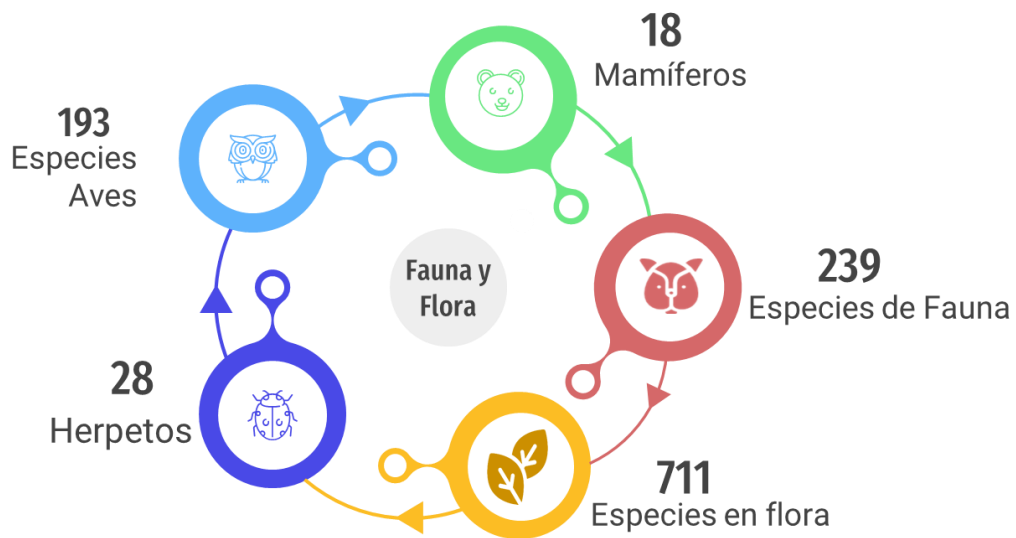 18
Mamíferos
193
Especies
Aves
239
Especies de Fauna
Fauna y
Flora
28
Herpetos
711
Especies en flora